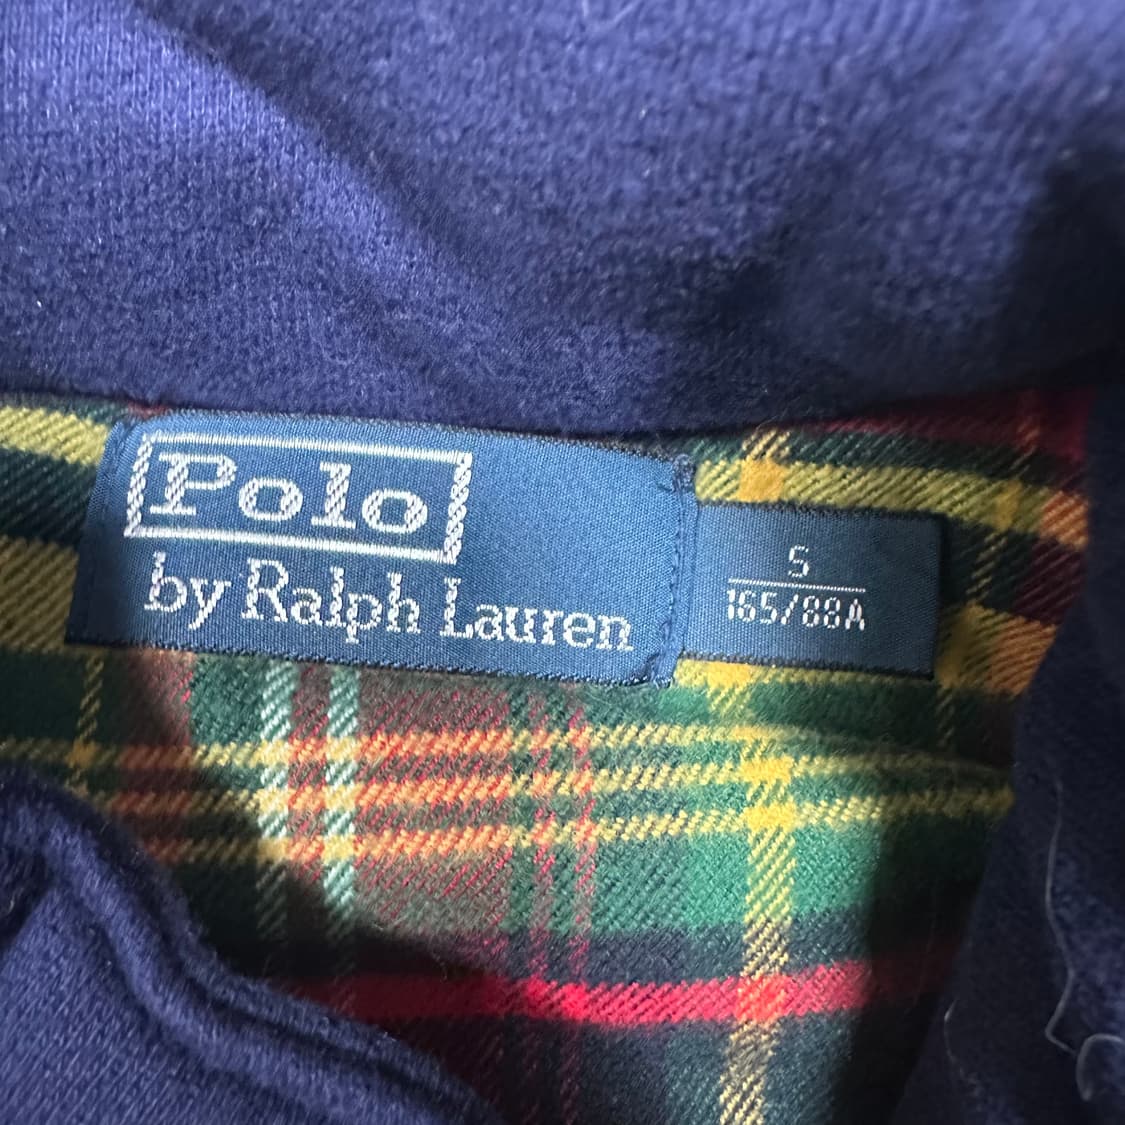 Polo
by Ralph Lauren
S
165/88A